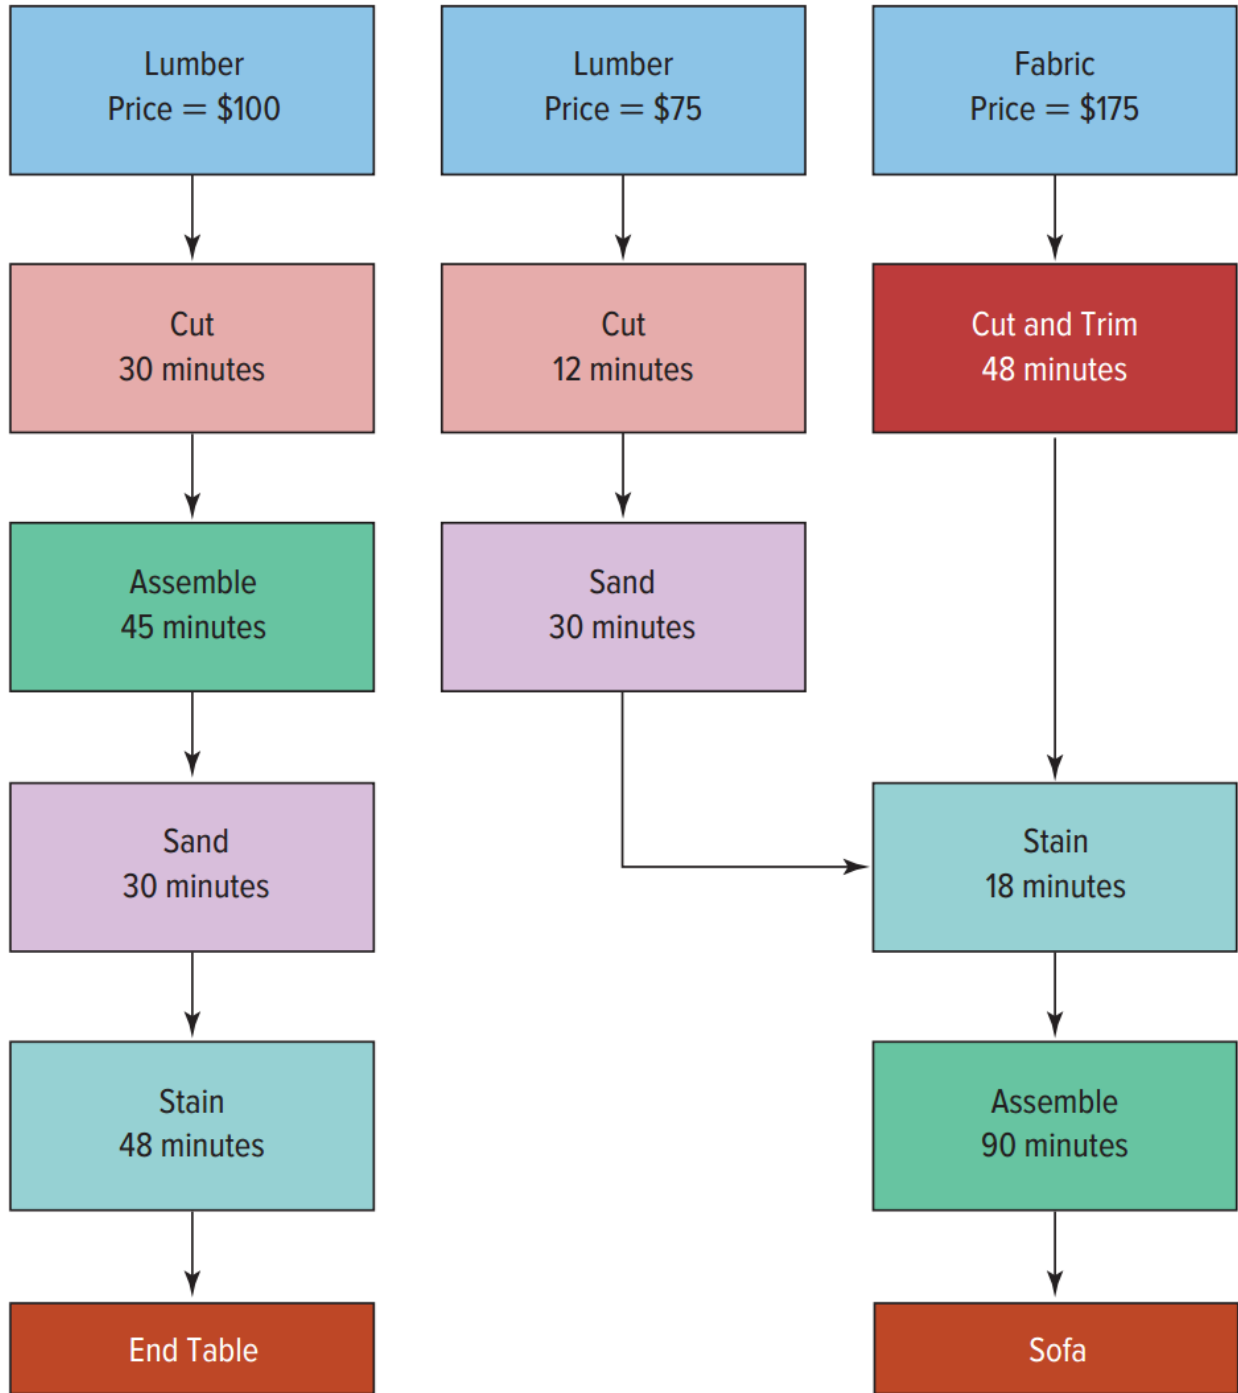 Lumber
Price = $100
Lumber
Price = $75
Fabric
Price = $175
Cut
30 minutes
Cut
12 minutes
Cut and Trim
48 minutes
Assemble
45 minutes
Sand
30 minutes
Sand
30 minutes
Stain
18 minutes
Stain
48 minutes
Assemble
90 minutes
End Table
Sofa